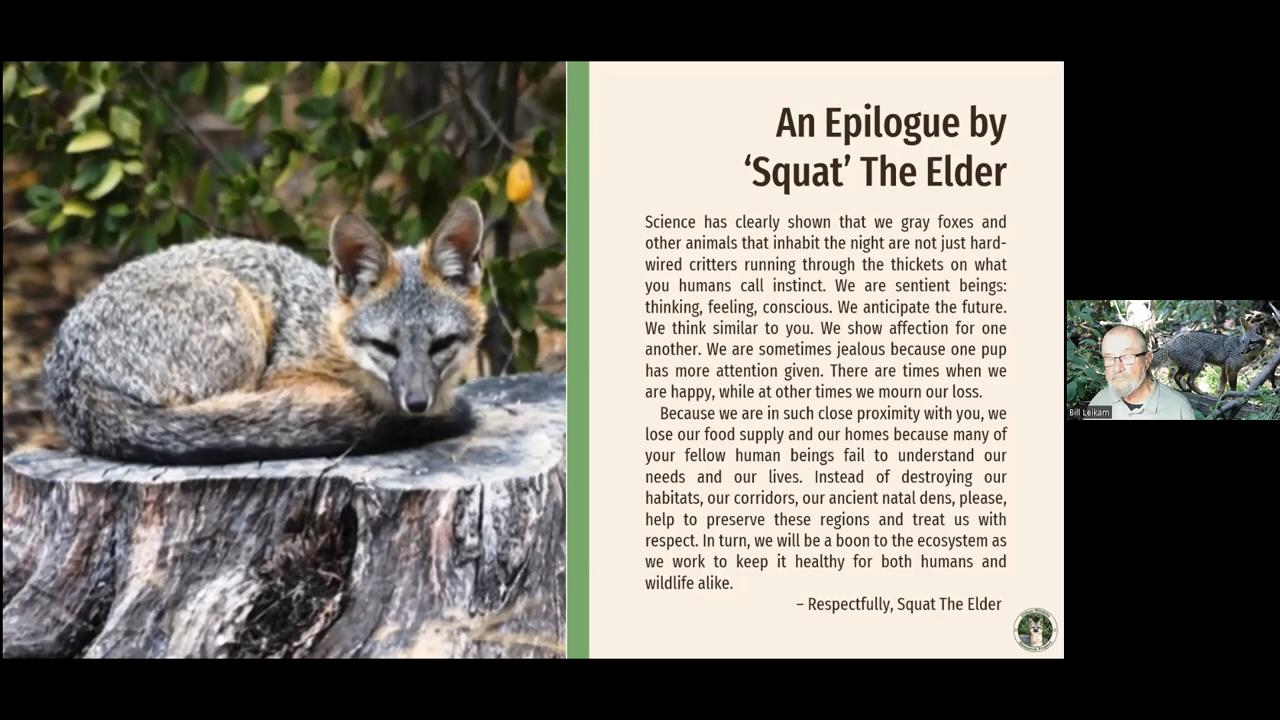 An Epilogue by
‘Squat’ The Elder
Science has clearly shown that we gray foxes and
other animals that inhabit the night are not just hard-
wired critters running through the thickets on what
you humans call instinct. We are sentient beings:
thinking, feeling, conscious. We anticipate the future.
We think similar to you. We show affection for one
another. We are sometimes jealous because one pup
has more attention given. There are times when we
are happy, while at other times we mourn our loss.
Because we are in such close proximity with you, we
lose our food supply and our homes because many of
your fellow human beings fail to understand our
needs and our lives. Instead of destroying our
habitats, our corridors, our ancient natal dens, please,
help to preserve these regions and treat us with
respect. In turn, we will be a boon to the ecosystem as
we work to keep it healthy for both humans and
wildlife alike.
– Respectfully, Squat The Elder
Bill Leikam